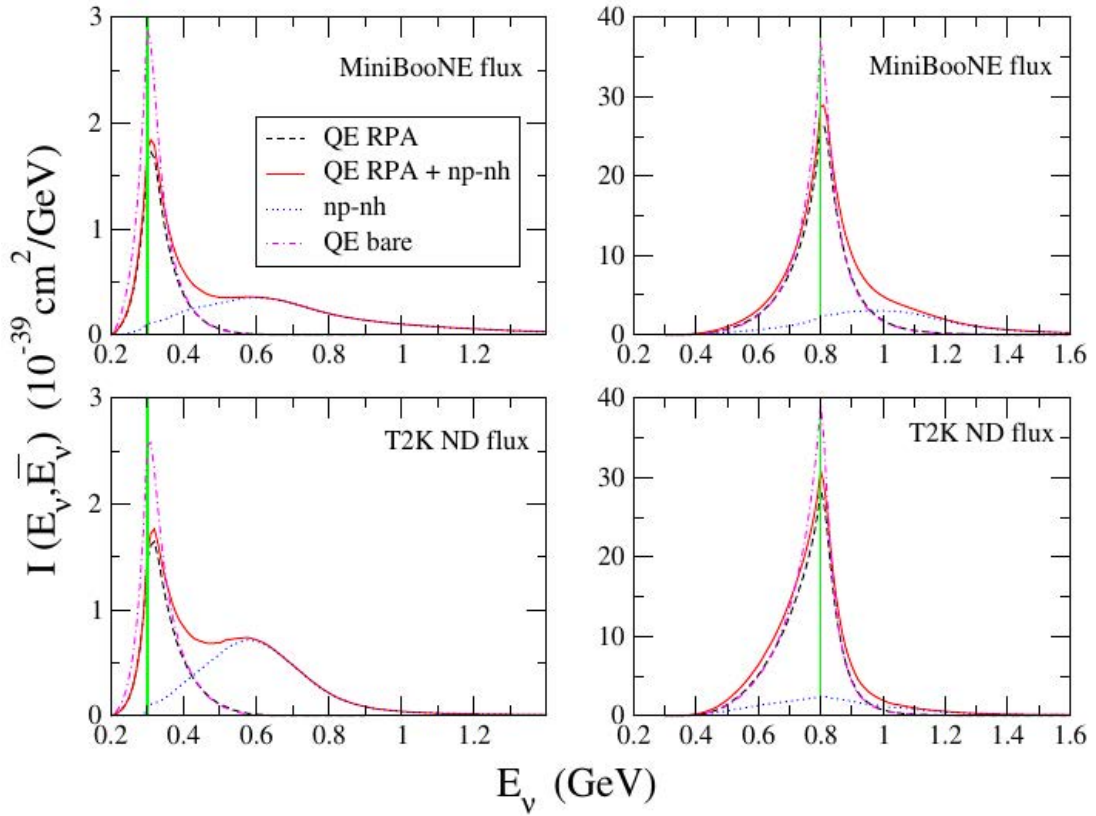 3
2
1
0
0.2 0.4 0.6 0.8 1 1.2
MiniBooNE flux
QE RPA
QE RPA + np-nh
np-nh
QE bare
40
30
20
10
0
0.2 0.4 0.6 0.8 1 1.2 1.4 1.6
MiniBooNE flux
3
2
1
0
0.2 0.4 0.6 0.8 1 1.2
T2K ND flux
40
30
20
10
0
0.2 0.4 0.6 0.8 1 1.2 1.4 1.6
T2K ND flux
I (E_ν, E̅_ν) (10⁻³⁹ cm²/GeV)
E_ν (GeV)